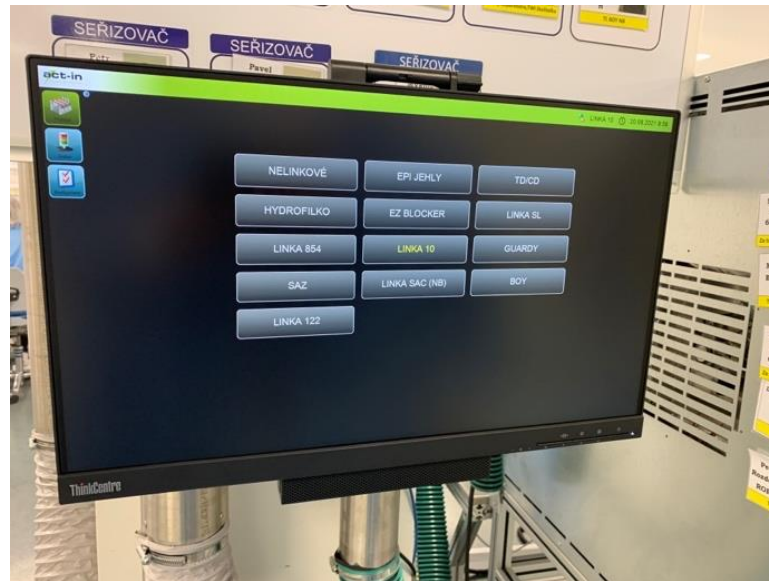 SEŘIZOVAČ
SEŘIZOVAČ
SEŘIZOVAČ
Petr
Pavel
act-in
LINKA 10
NELINKOVÉ
EPI JEHLY
TD/CD
HYDROFILKO
EZ BLOCKER
LINKA SL
LINKA 854
LINKA 10
GUARDY
SAZ
LINKA SAC (NB)
BOY
LINKA 122
ThinkCentre